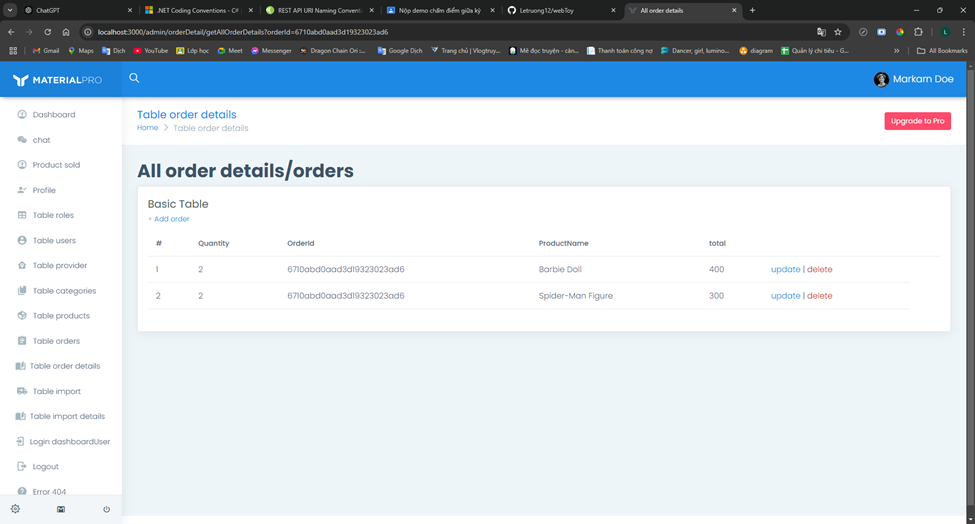 ChatGPT
.NET Coding Conventions - C#
REST API URI Naming Conventi
Nộp demo chấm điểm giữa kỳ
Letruong12/webToy
All order details
localhost:3000/admin/orderDetail/getAllOrderDetails?orderId=6710abd0aad3d19323023ad6
L
Gmail
Maps
Dịch
YouTube
Lớp học
Meet
Messenger
Dragon Chain Ori :...
Google Dịch
Trang chủ | Vlogtruy...
Mê đọc truyện - cản...
Thanh toán công nợ
Dancer, girl, lumino...
diagram
Quản lý chi tiêu - G...
All Bookmarks
MATERIALPRO
Markarn Doe
Dashboard
chat
Product sold
Profile
Table roles
Table users
Table provider
Table categories
Table products
Table orders
Table order details
Table import
Table import details
Login dashboardUser
Logout
Error 404
Table order details
Home > Table order details
Upgrade to Pro
All order details/orders
Basic Table
+ Add order
# Quantity OrderId ProductName total
1 2 6710abd0aad3d19323023ad6 Barbie Doll 400 update | delete
2 2 6710abd0aad3d19323023ad6 Spider-Man Figure 300 update | delete